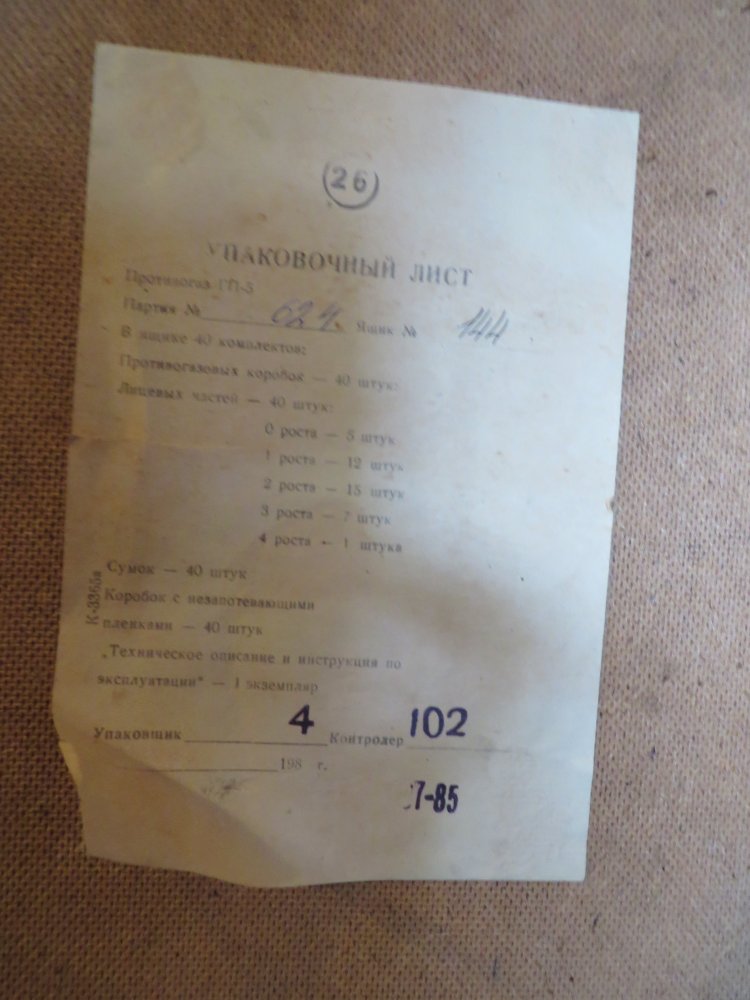 26
УПАКОВОЧНЫЙ ЛИСТ
Противогаз ГП-5
Партия № 624. Ящик № 144
В ящике 40 комплектов:
Противогазовых коробок — 40 штук:
Лицевых частей — 40 штук:
0 роста — 5 штук
1 роста — 12 штук
2 роста — 15 штук
3 роста — 7 штук
4 роста — 1 штука
Сумок — 40 штук
Коробок с незапотевающими
пленками — 40 штук
„Техническое описание и инструкция по
эксплуатации" — 1 экземпляр
К-3365а
Упаковщик 4 Контролер 102
198 г.
7-85